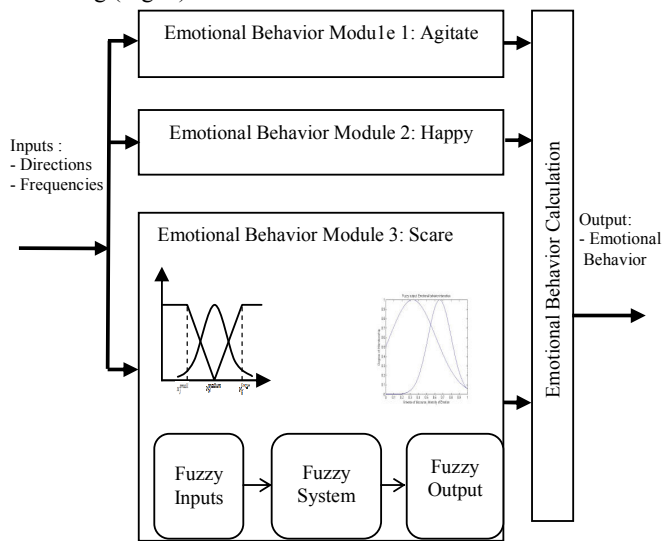 Emotional Behavior Modu1e 1: Agitate
Emotional Behavior Module 2: Happy
Inputs :
- Directions
- Frequencies
Emotional Behavior Module 3: Scare
Fuzzy
Inputs
Fuzzy
System
Fuzzy
Output
Emotional Behavior Calculation
Output:
- Emotional
Behavior